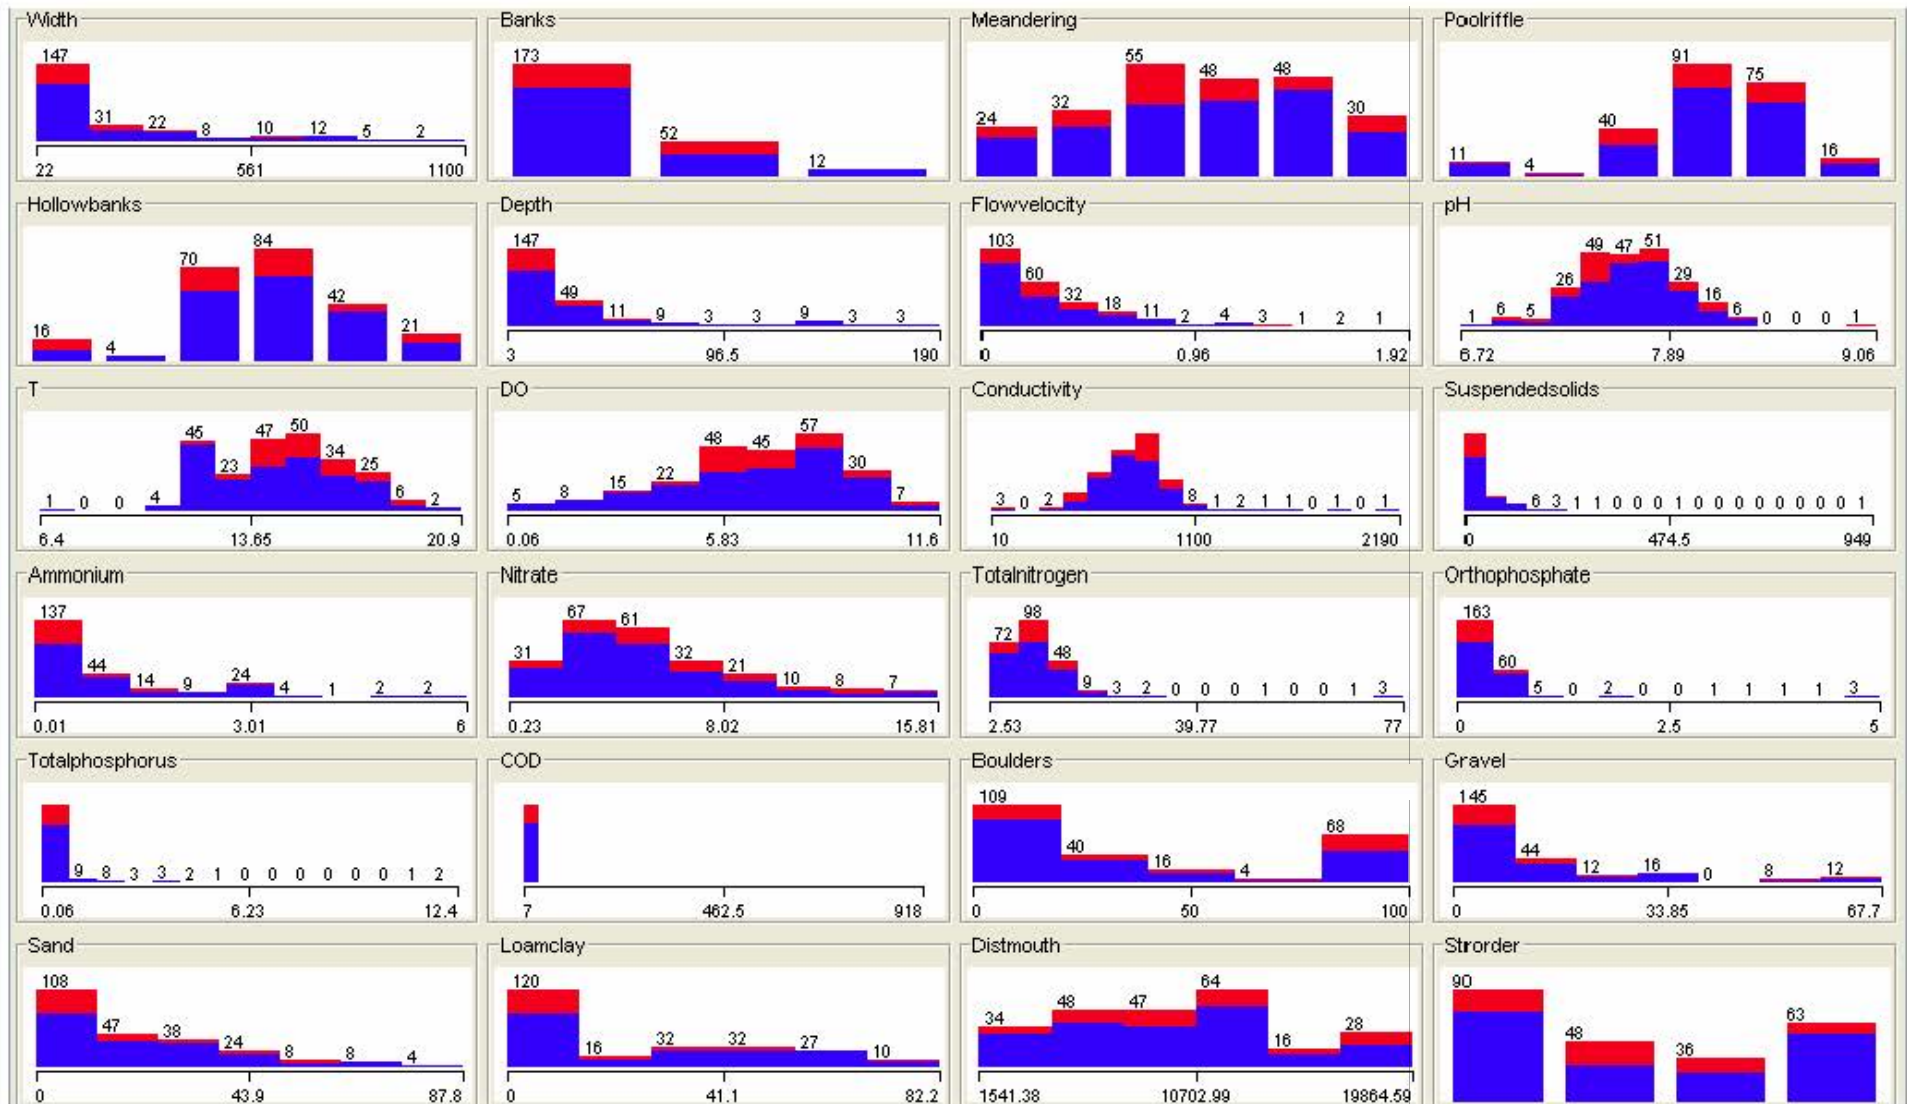 Width
147
31 22 8 10 12 5 2
22 561 1100
Banks
173
52
12
Meandering
24 32 55 48 48 30
Poolriffle
11 4 40 91 75 16
Hollowbanks
16 4 70 84 42 21
Depth
147
49 11 9 3 3 9 3 3
3 96.5 190
Flowvelocity
103
60 32 18 11 2 4 3 1 2 1
0 0.96 1.92
pH
1 6 5 26 49 47 51 29 16 6 0 0 0 1
6.72 7.89 9.06
T
1 0 0 4 45 23 47 50 34 25 6 2
6.4 13.65 20.9
DO
5 8 15 22 48 45 57 30 7
0.06 5.83 11.6
Conductivity
3 0 2 8 1 2 1 1 0 1 0 1
10 1100 2190
Suspendedsolids
6 3 1 1 0 0 0 1 0 0 0 0 0 0 0 0 1
0 474.5 949
Ammonium
137
44 14 9 24 4 1 2 2
0.01 3.01 6
Nitrate
31 67 61 32 21 10 8 7
0.23 8.02 15.81
Totalnitrogen
72 98 48 9 3 2 0 0 0 1 0 0 1 3
2.53 39.77 77
Orthophosphate
163
60 5 0 2 0 0 1 1 1 1 3
0 2.5 5
Totalphosphorus
9 8 3 3 2 1 0 0 0 0 0 0 1 2
0.06 6.23 12.4
COD
7 462.5 918
Boulders
109
40 16 4 68
0 50 100
Gravel
145
44 12 16 0 8 12
0 33.85 67.7
Sand
108
47 38 24 8 8 4
0 43.9 87.8
Loamclay
120
16 32 32 27 10
0 41.1 82.2
Distmouth
34 48 47 64 16 28
1541.38 10702.99 19864.59
Strorder
90
48 36 63